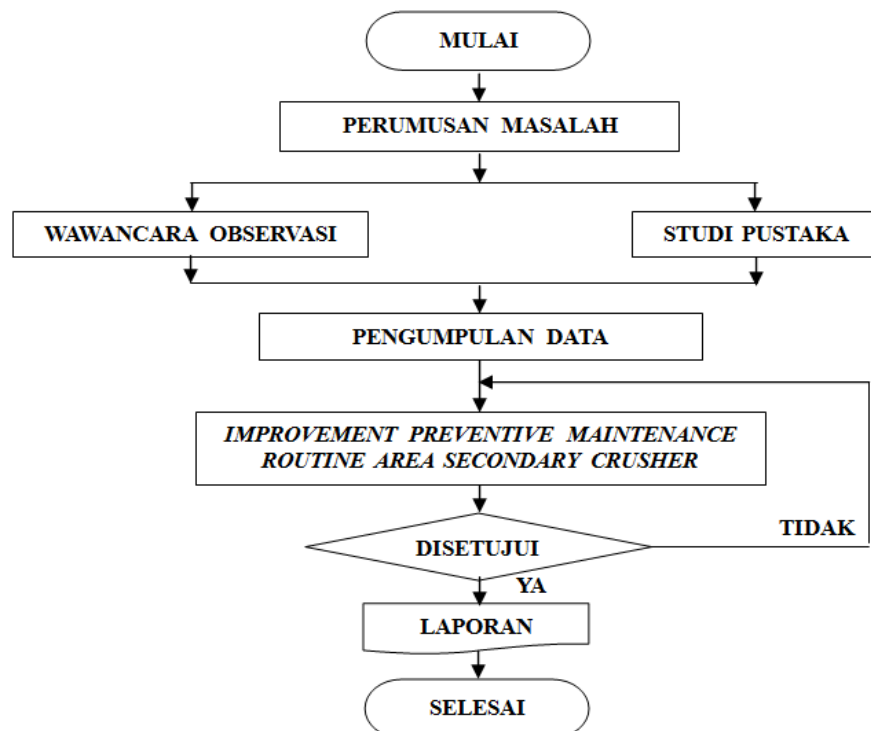 MULAI
PERUMUSAN MASALAH
WAWANCARA OBSERVASI
STUDI PUSTAKA
PENGUMPULAN DATA
IMPROVEMENT PREVENTIVE MAINTENANCE
ROUTINE AREA SECONDARY CRUSHER
TIDAK
DISETUJUI
YA
LAPORAN
SELESAI